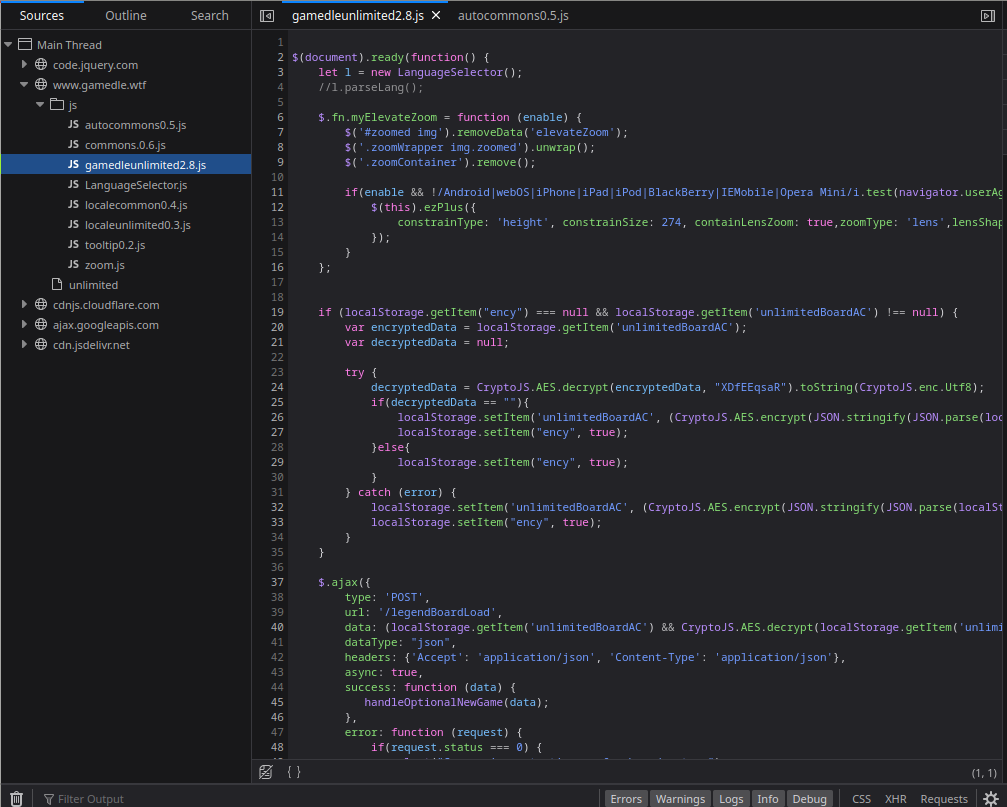 Sources Outline Search
gamedleunlimited2.8.js autocommons0.5.js
Main Thread
code.jquery.com
www.gamedle.wtf
js
JS autocommons0.5.js
JS commons.0.6.js
JS gamedleunlimited2.8.js
JS LanguageSelector.js
JS localecommon0.4.js
JS localeunlimited0.3.js
JS tooltip0.2.js
JS zoom.js
unlimited
cdnjs.cloudflare.com
ajax.googleapis.com
cdn.jsdelivr.net
1
2 $(document).ready(function() {
3 let l = new LanguageSelector();
4 //l.parseLang();
5
6 $.fn.myElevateZoom = function (enable) {
7 $('#zoomed img').removeData('elevateZoom');
8 $('.zoomWrapper img.zoomed').unwrap();
9 $('.zoomContainer').remove();
10
11 if(enable && !/Android|webOS|iPhone|iPad|iPod|BlackBerry|IEMobile|Opera Mini/i.test(navigator.userAg
12 $(this).ezPlus({
13 constrainType: 'height', constrainSize: 274, containLensZoom: true,zoomType: 'lens',lensShap
14 });
15 }
16 };
17
18
19 if (localStorage.getItem("ency") === null && localStorage.getItem('unlimitedBoardAC') !== null) {
20 var encryptedData = localStorage.getItem('unlimitedBoardAC');
21 var decryptedData = null;
22
23 try {
24 decryptedData = CryptoJS.AES.decrypt(encryptedData, "XDfEEqsaR").toString(CryptoJS.enc.Utf8);
25 if(decryptedData == ""){
26 localStorage.setItem('unlimitedBoardAC', (CryptoJS.AES.encrypt(JSON.stringify(JSON.parse(loc
27 localStorage.setItem("ency", true);
28 }else{
29 localStorage.setItem("ency", true);
30 }
31 } catch (error) {
32 localStorage.setItem('unlimitedBoardAC', (CryptoJS.AES.encrypt(JSON.stringify(JSON.parse(localSt
33 localStorage.setItem("ency", true);
34 }
35 }
36
37 $.ajax({
38 type: 'POST',
39 url: '/legendBoardLoad',
40 data: (localStorage.getItem('unlimitedBoardAC') && CryptoJS.AES.decrypt(localStorage.getItem('unlimi
41 dataType: "json",
42 headers: {'Accept': 'application/json', 'Content-Type': 'application/json'},
43 async: true,
44 success: function (data) {
45 handleOptionalNewGame(data);
46 },
47 error: function (request) {
48 if(request.status === 0) {
{ } (1, 1)
Filter Output Errors Warnings Logs Info Debug CSS XHR Requests